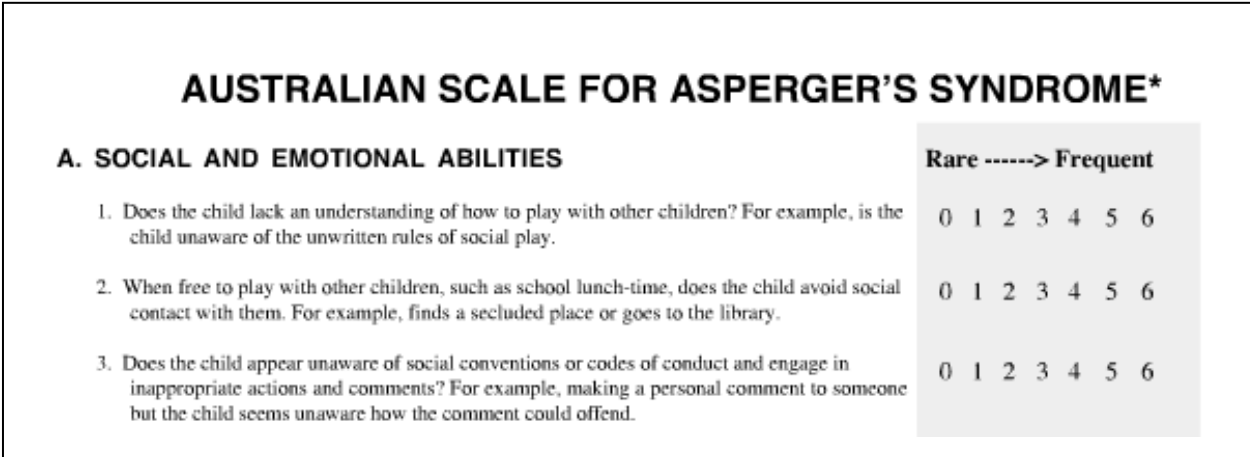 AUSTRALIAN SCALE FOR ASPERGER'S SYNDROME*
A. SOCIAL AND EMOTIONAL ABILITIES
Rare ------> Frequent
1. Does the child lack an understanding of how to play with other children? For example, is the
child unaware of the unwritten rules of social play.
0 1 2 3 4 5 6
2. When free to play with other children, such as school lunch-time, does the child avoid social
contact with them. For example, finds a secluded place or goes to the library.
0 1 2 3 4 5 6
3. Does the child appear unaware of social conventions or codes of conduct and engage in
inappropriate actions and comments? For example, making a personal comment to someone
but the child seems unaware how the comment could offend.
0 1 2 3 4 5 6